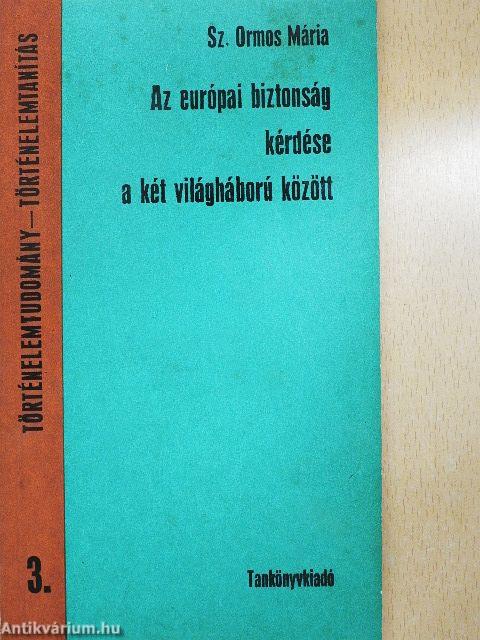 Sz. Ormos Mária
Az európai biztonság
kérdése
a két világháború között
TÖRTÉNELEMTUDOMÁNY—TÖRTÉNELEMTANÍTÁS
3.
Tankönyvkiadó
Antikvárium.hu